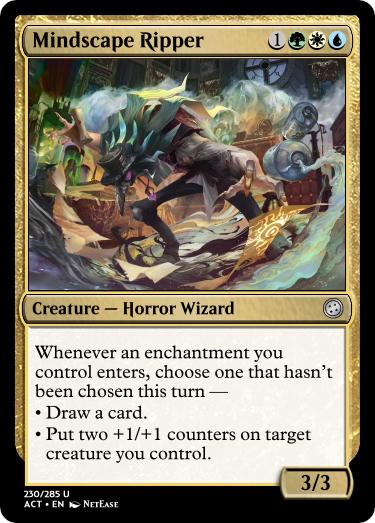 Mindscape Ripper 1
Creature — Horror Wizard
Whenever an enchantment you
control enters, choose one that hasn't
been chosen this turn —
• Draw a card.
• Put two +1/+1 counters on target
creature you control.
3/3
230/285 U
ACT • EN NetEase